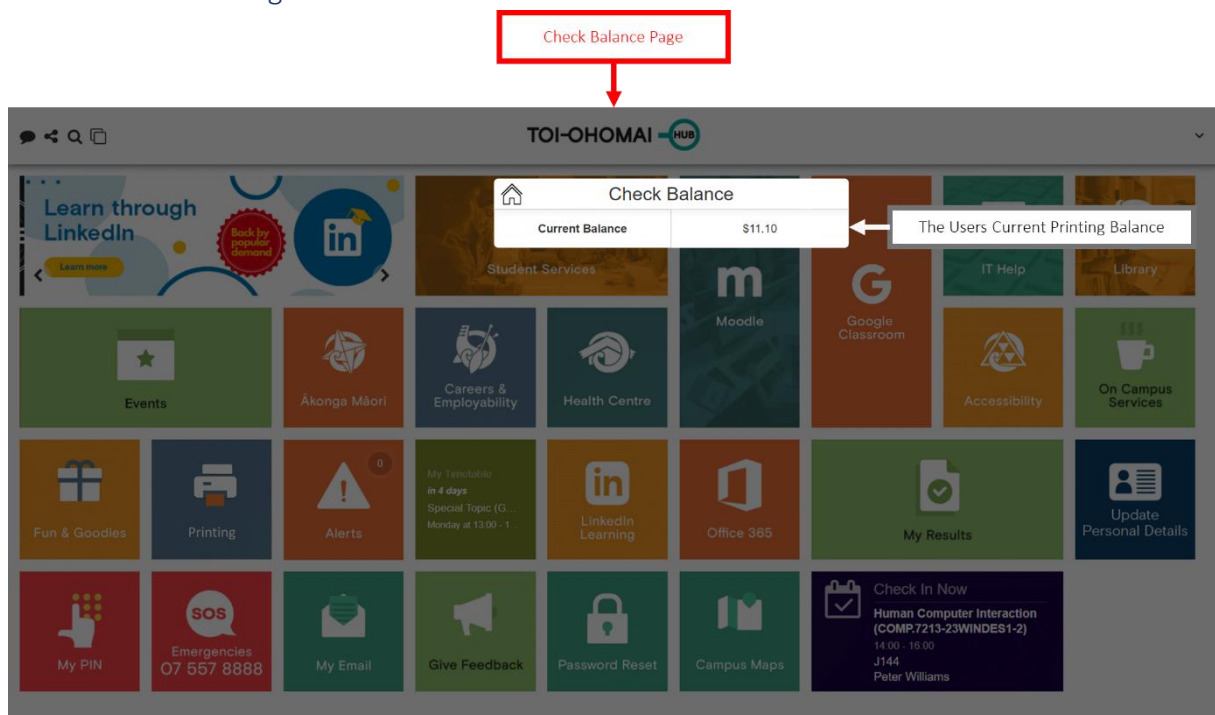 Check Balance Page
TOI-OHOMAI HUB
Learn through
LinkedIn
Back by
popular
demand
in
Learn more
Check Balance
Current Balance $11.10
The Users Current Printing Balance
Student Services
m
Moodle
G
Google
Classroom
IT Help
Library
Events
Ākonga Māori
Careers &
Employability
Health Centre
Accessibility
On Campus
Services
Fun & Goodies
Printing
0
Alerts
My Timetable
in 4 days
Special Topic (G...
Monday at 13:00 - 1...
in
LinkedIn
Learning
Office 365
My Results
Update
Personal Details
My PIN
SOS
Emergencies
07 557 8888
My Email
Give Feedback
Password Reset
Campus Maps
Check In Now
Human Computer Interaction
(COMP.7213-23WINDES1-2)
14:00 - 16:00
J144
Peter Williams